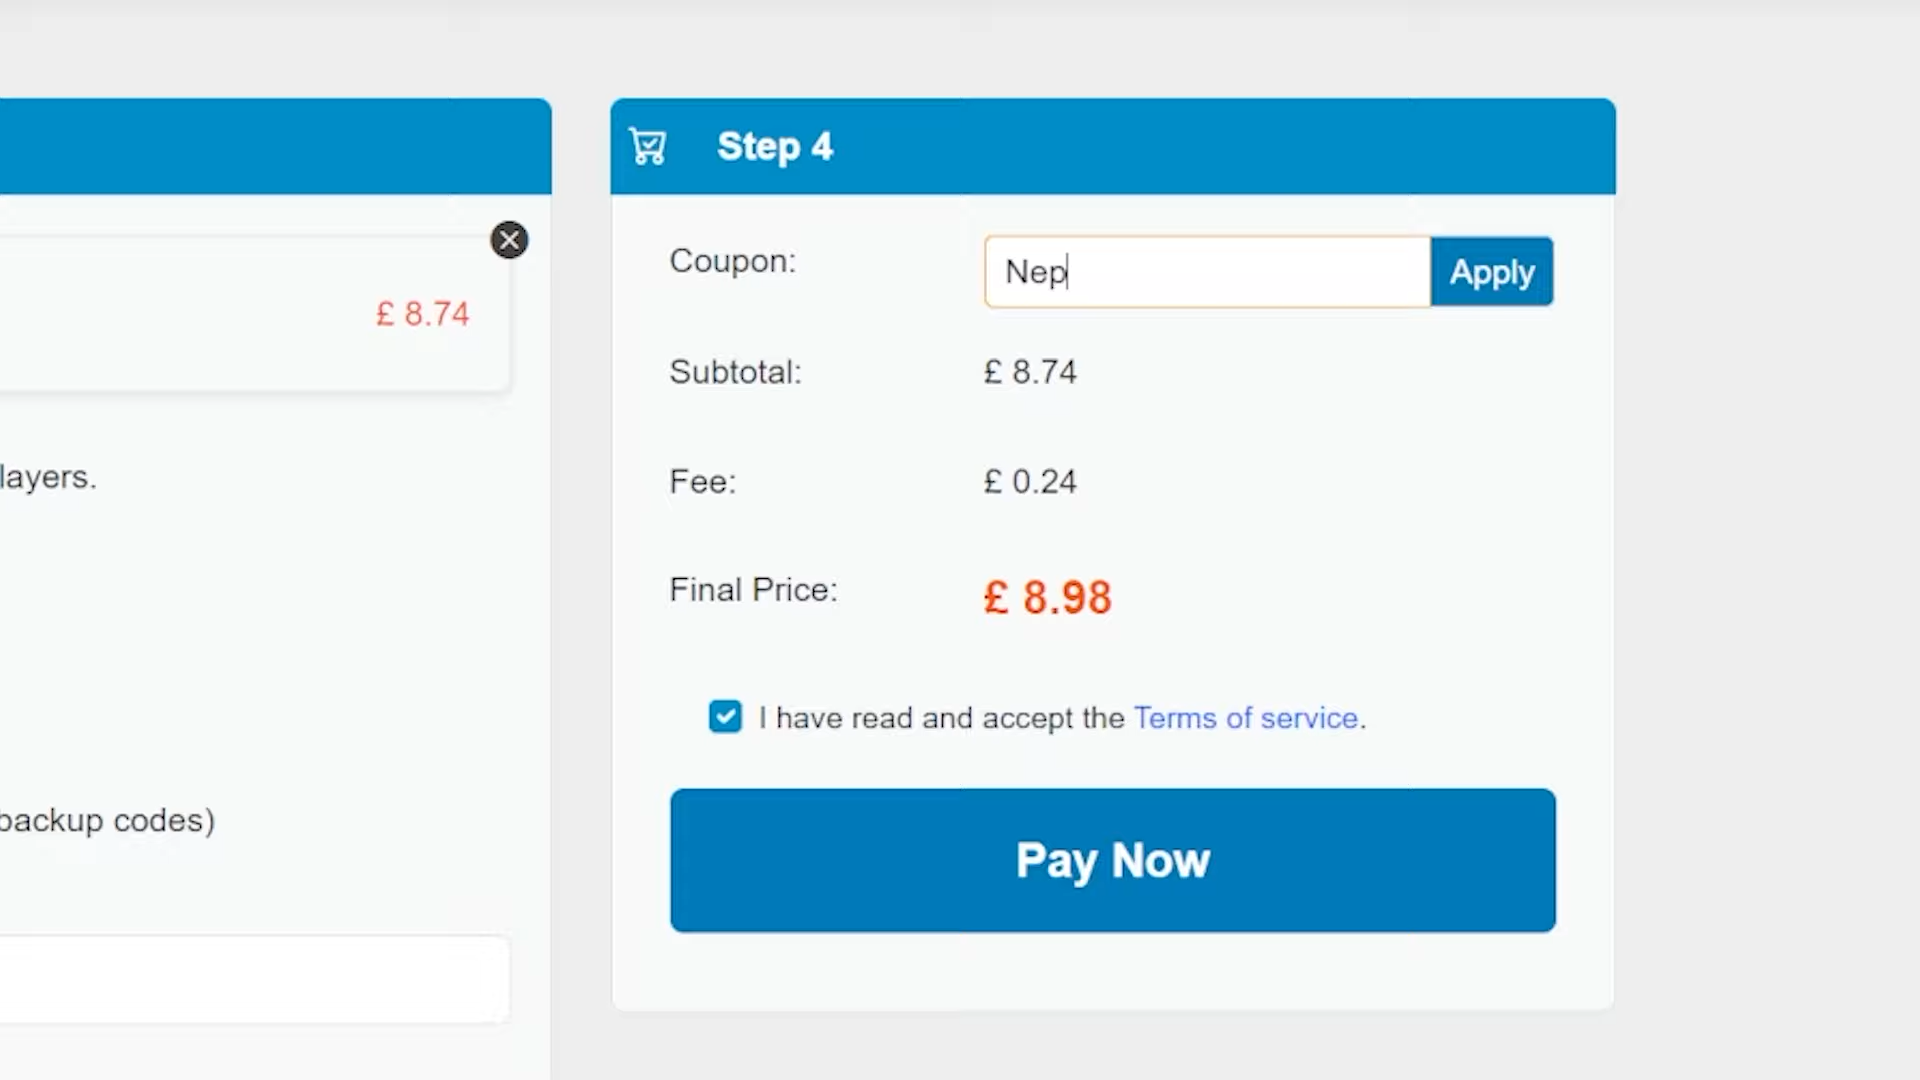 £ 8.74
layers.
backup codes)
Step 4
Coupon: Nep Apply
Subtotal: £ 8.74
Fee: £ 0.24
Final Price: £ 8.98
I have read and accept the Terms of service.
Pay Now